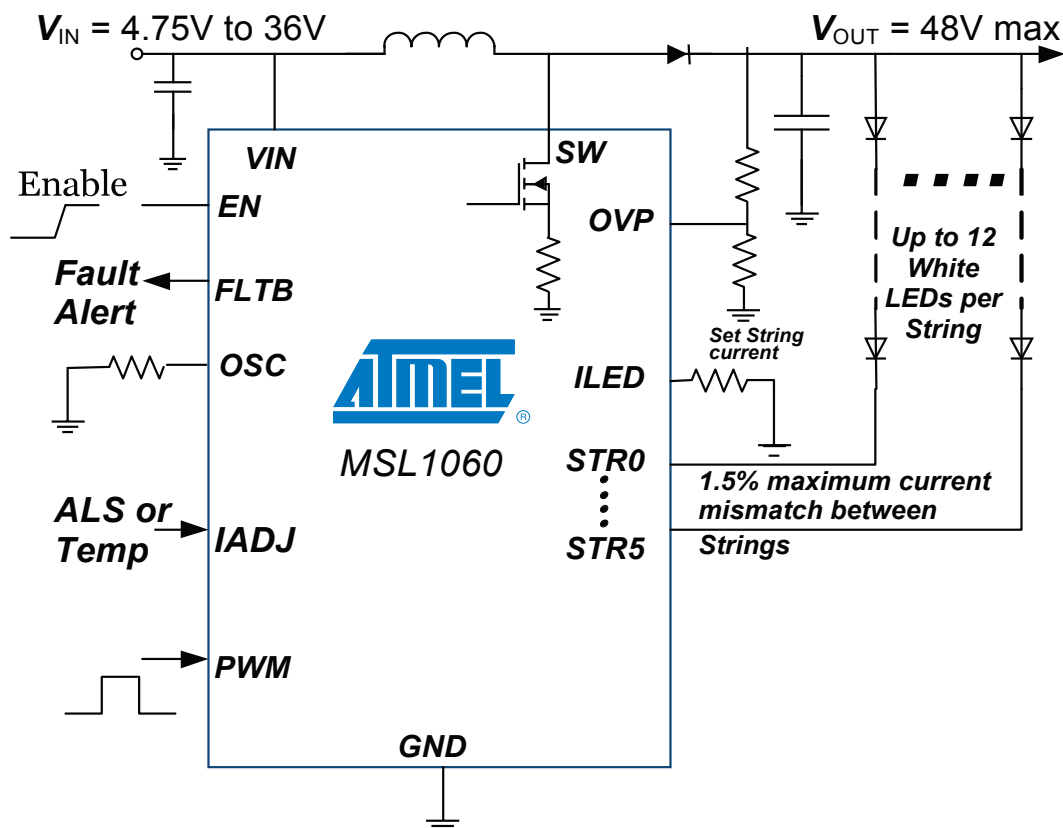 VIN = 4.75V to 36V
VOUT = 48V max
VIN
SW
Enable
EN
OVP
Up to 12
White
LEDs per
String
Fault
Alert
FLTB
OSC
Set String
current
ILED
ATMEL
®
MSL1060
STR0
1.5% maximum current
mismatch between
Strings
ALS or
Temp
IADJ
STR5
PWM
GND